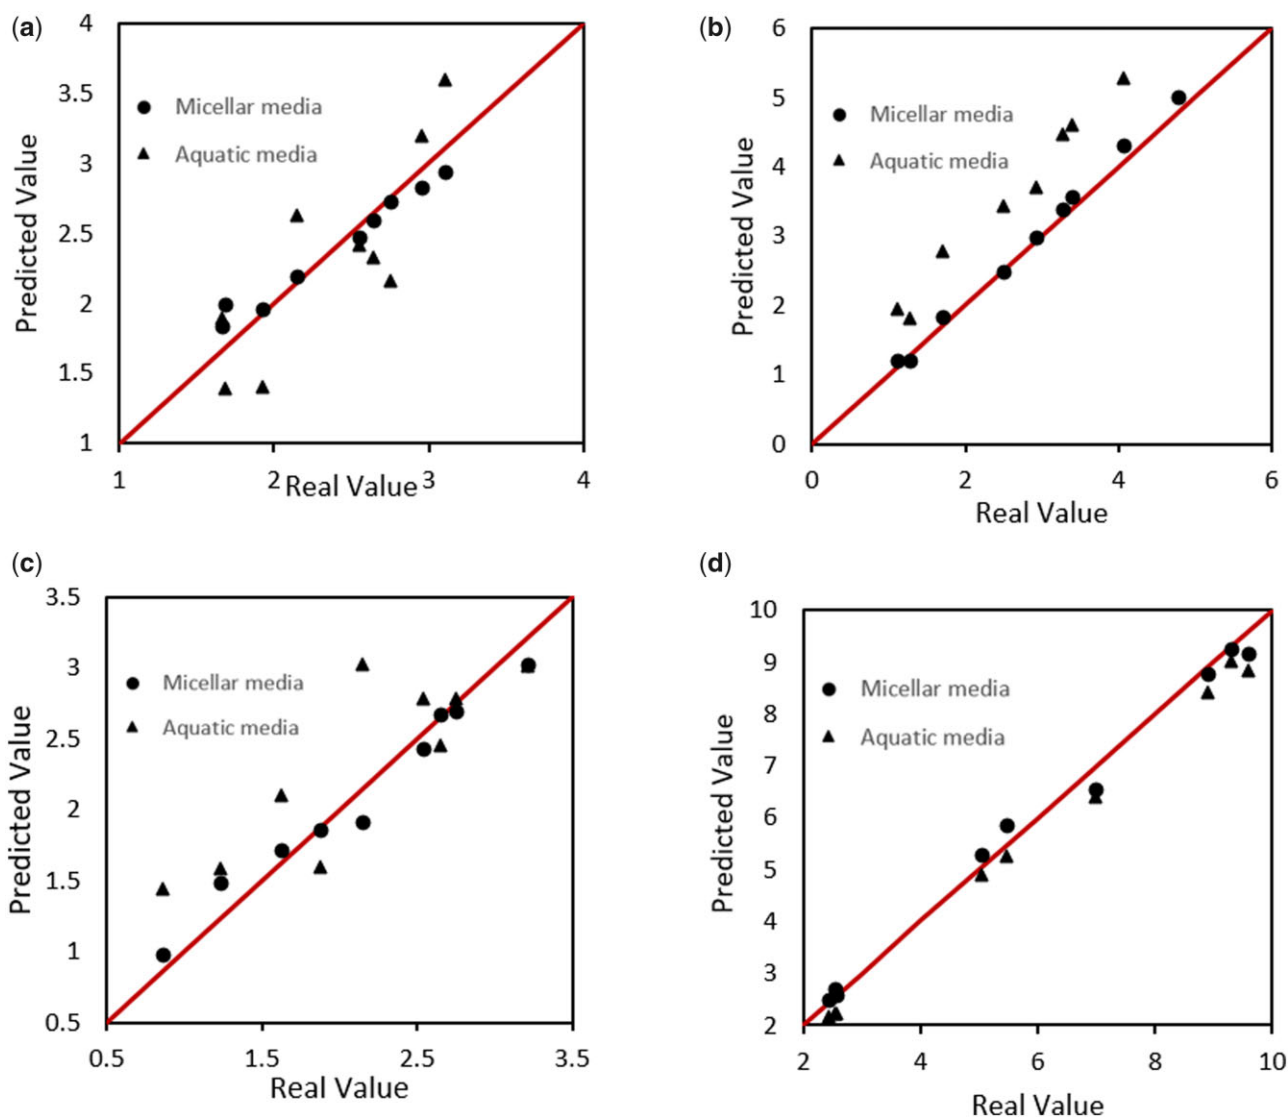 (a)
4
3.5
3
2.5
2
1.5
1
Predicted Value
Micellar media
Aquatic media
1 2 3 4
Real Value
(b)
6
5
4
3
2
1
0
Predicted Value
Micellar media
Aquatic media
0 2 4 6
Real Value
(c)
3.5
3
2.5
2
1.5
1
0.5
Predicted Value
Micellar media
Aquatic media
0.5 1.5 2.5 3.5
Real Value
(d)
10
9
8
7
6
5
4
3
2
Predicted Value
Micellar media
Aquatic media
2 4 6 8 10
Real Value